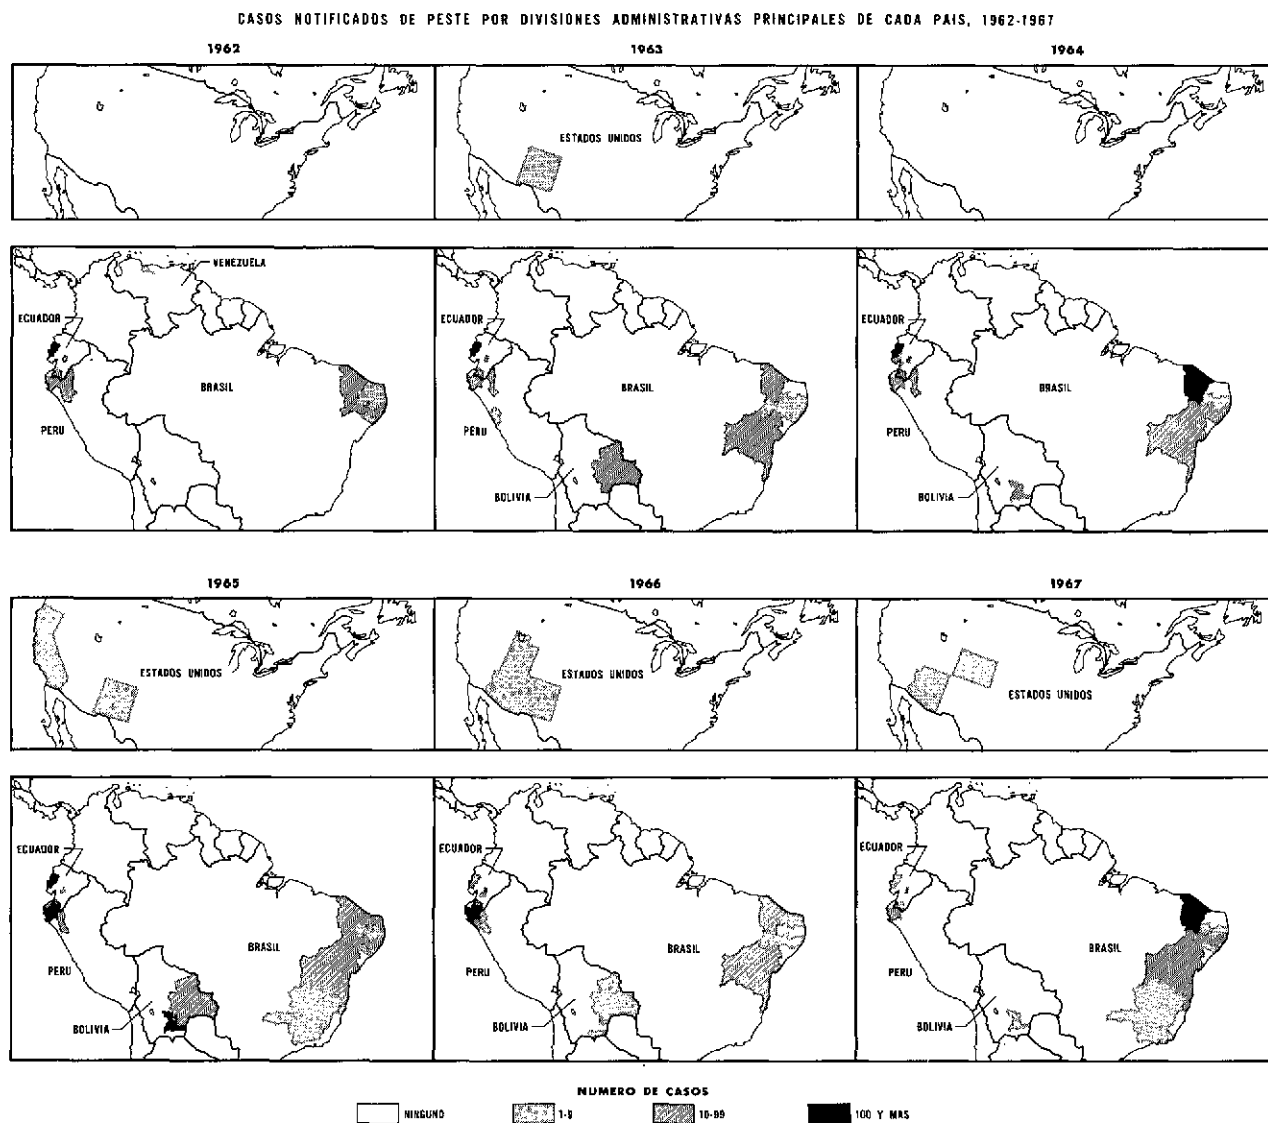 CASOS NOTIFICADOS DE PESTE POR DIVISIONES ADMINISTRATIVAS PRINCIPALES DE CADA PAIS, 1962-1967
1962
1963
1964
ESTADOS UNIDOS
VENEZUELA
ECUADOR
BRASIL
PERU
ECUADOR
BRASIL
PERU
BOLIVIA
ECUADOR
BRASIL
PERU
BOLIVIA
1965
1966
1967
ESTADOS UNIDOS
ESTADOS UNIDOS
ESTADOS UNIDOS
ECUADOR
BRASIL
PERU
BOLIVIA
ECUADOR
BRASIL
PERU
BOLIVIA
ECUADOR
BRASIL
PERU
BOLIVIA
NUMERO DE CASOS
NINGUNO
1-9
10-99
100 Y MAS